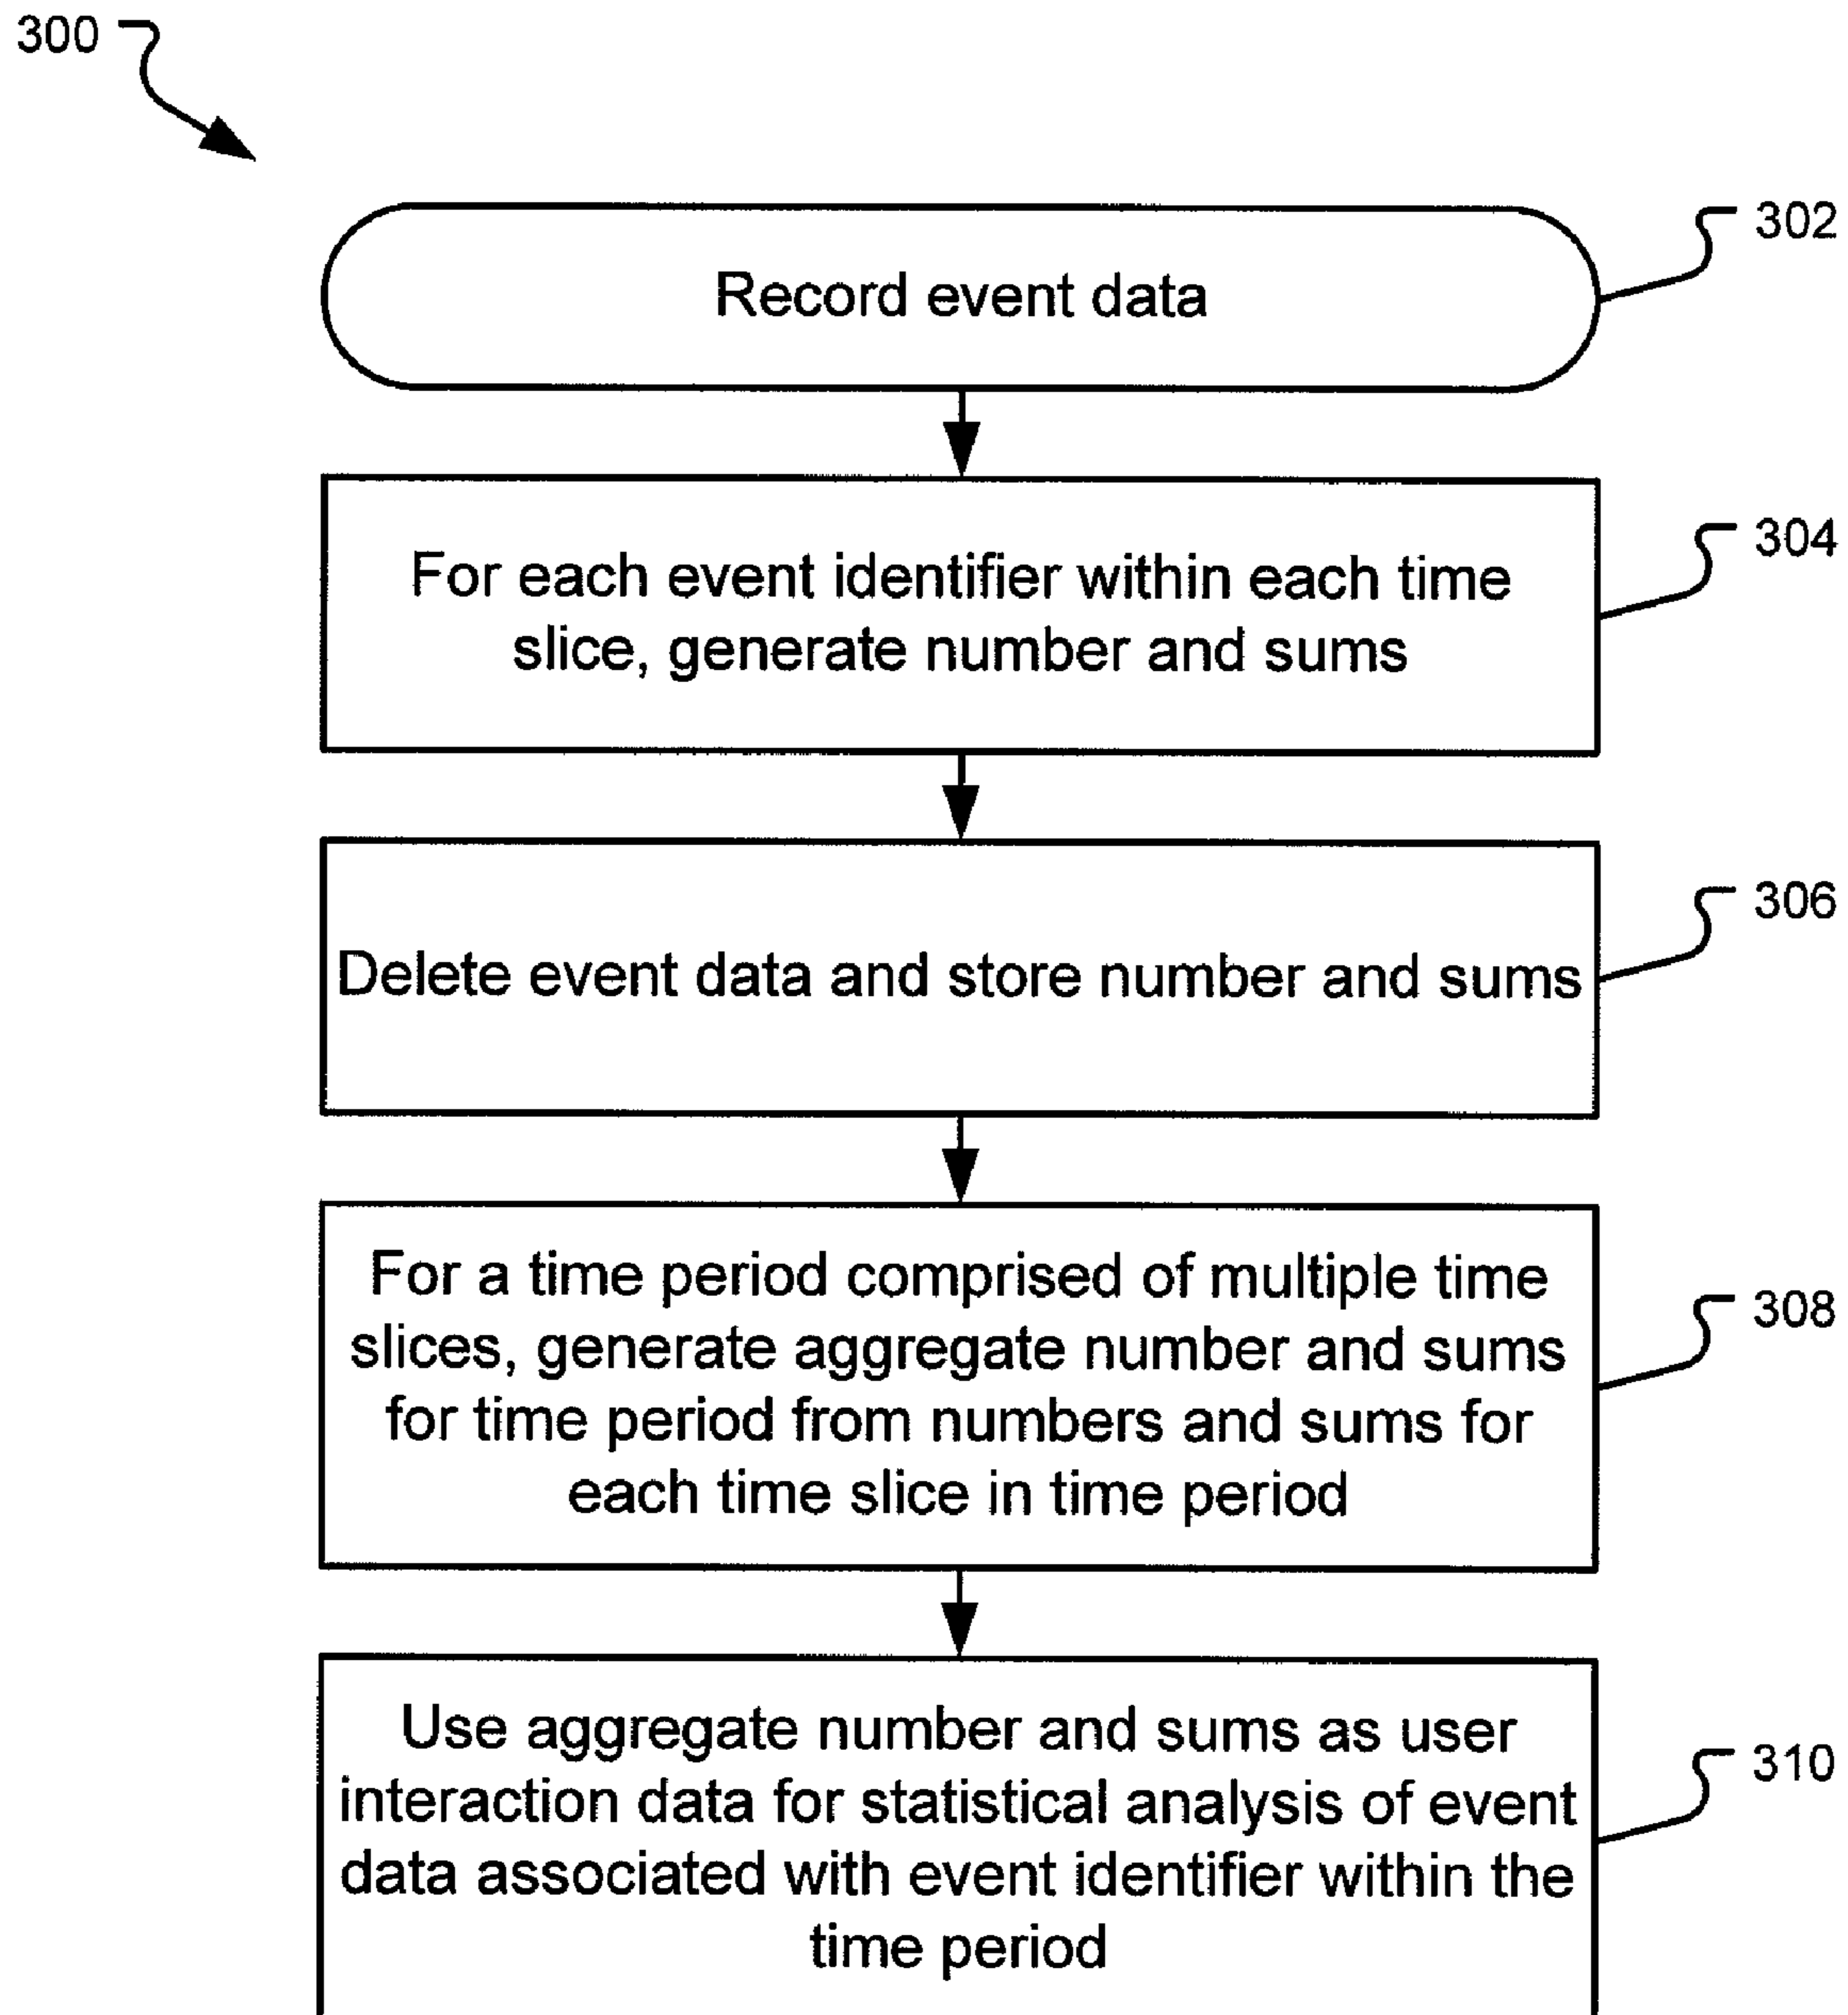 300
302
Record event data
304
For each event identifier within each time
slice, generate number and sums
306
Delete event data and store number and sums
308
For a time period comprised of multiple time
slices, generate aggregate number and sums
for time period from numbers and sums for
each time slice in time period
310
Use aggregate number and sums as user
interaction data for statistical analysis of event
data associated with event identifier within the
time period